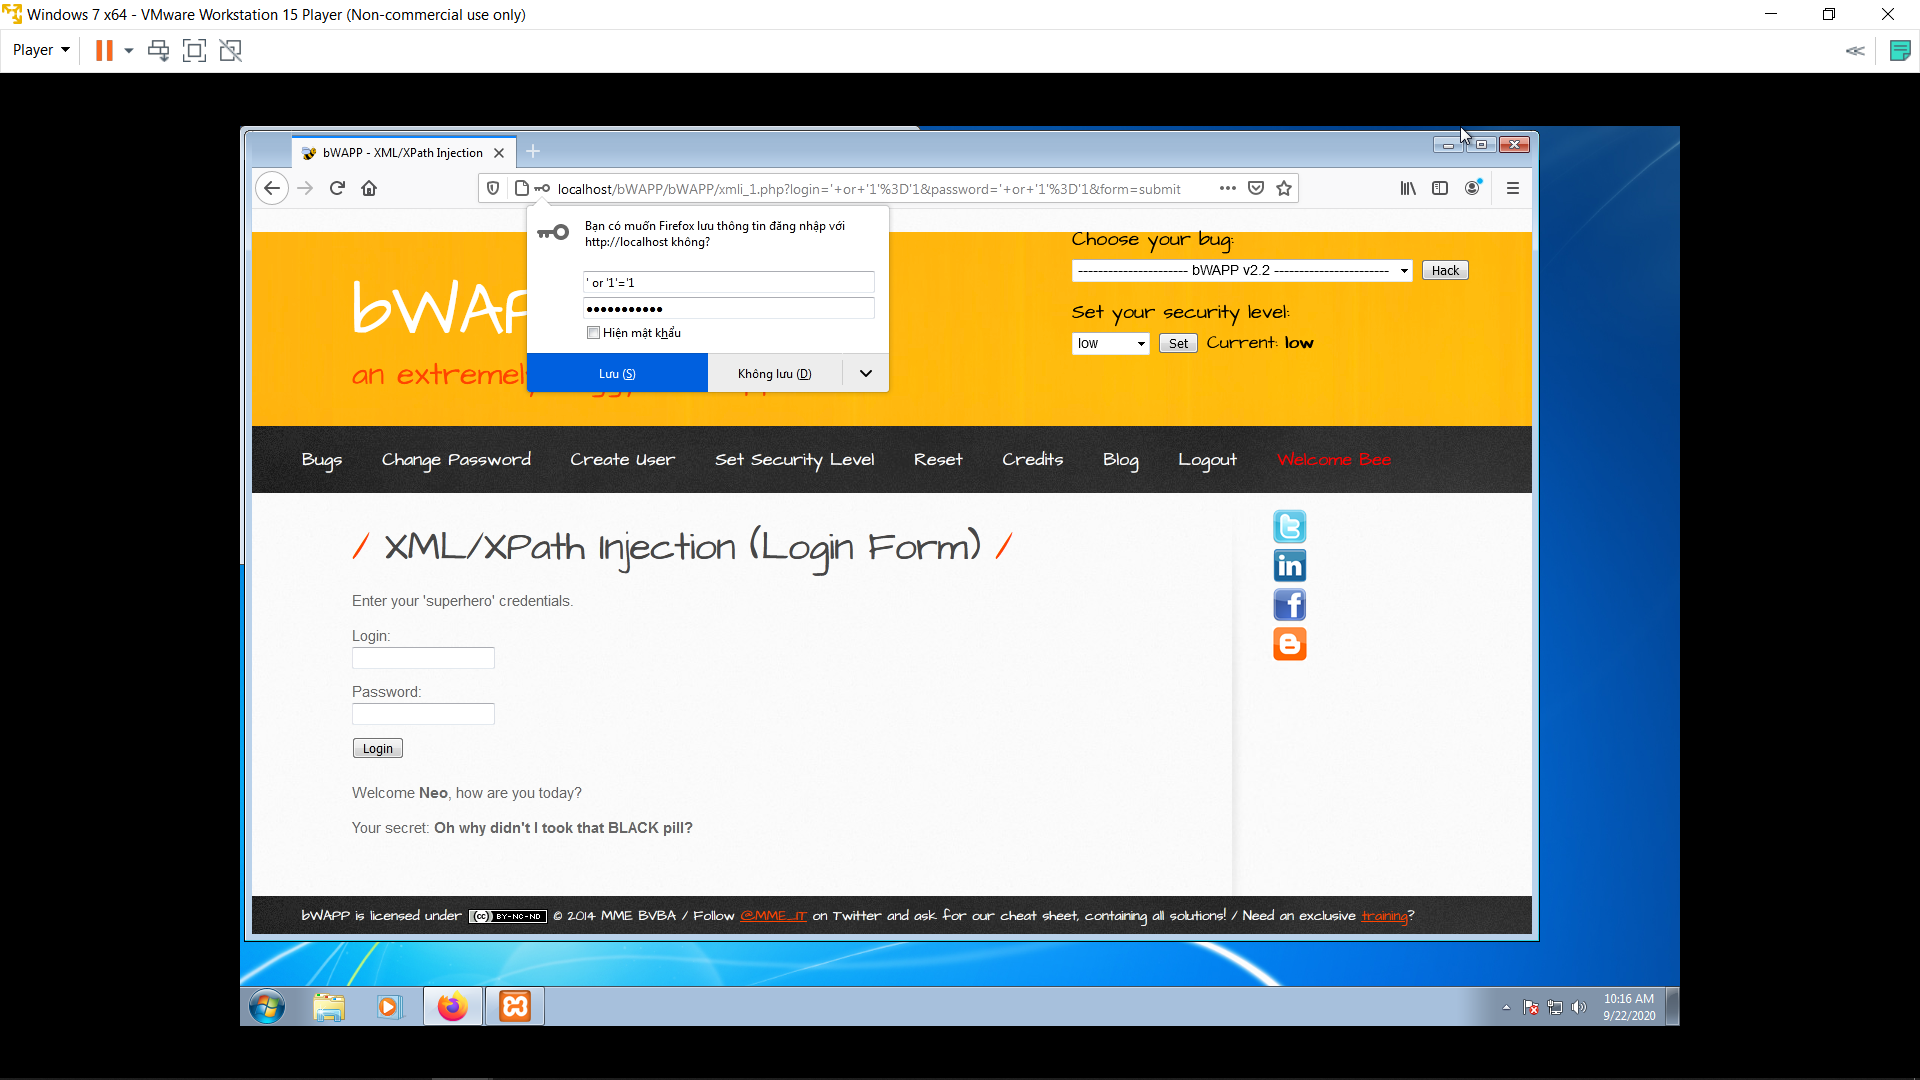 Windows 7 x64 - VMware Workstation 15 Player (Non-commercial use only)
Player
bWAPP - XML/XPath Injection
localhost/bWAPP/bWAPP/xmli_1.php?login='+or+'1'%3D'1&password='+or+'1'%3D'1&form=submit
Bạn có muốn Firefox lưu thông tin đăng nhập với
http://localhost không?
' or '1'='1
Hiện mật khẩu
Lưu (S)
Không lưu (D)
Choose your bug:
---------------------- bWAPP v2.2 -----------------------
Hack
Set your security level:
low
Set
Current: low
bWAP
an extremel
Bugs
Change Password
Create User
Set Security Level
Reset
Credits
Blog
Logout
Welcome Bee
/ XML/XPath Injection (Login Form) /
Enter your 'superhero' credentials.
Login:
Password:
Login
Welcome Neo, how are you today?
Your secret: Oh why didn't I took that BLACK pill?
bWAPP is licensed under (cc) BY-NC-ND © 2014 MME BVBA / Follow @MME_IT on Twitter and ask for our cheat sheet, containing all solutions! / Need an exclusive training?
10:16 AM
9/22/2020